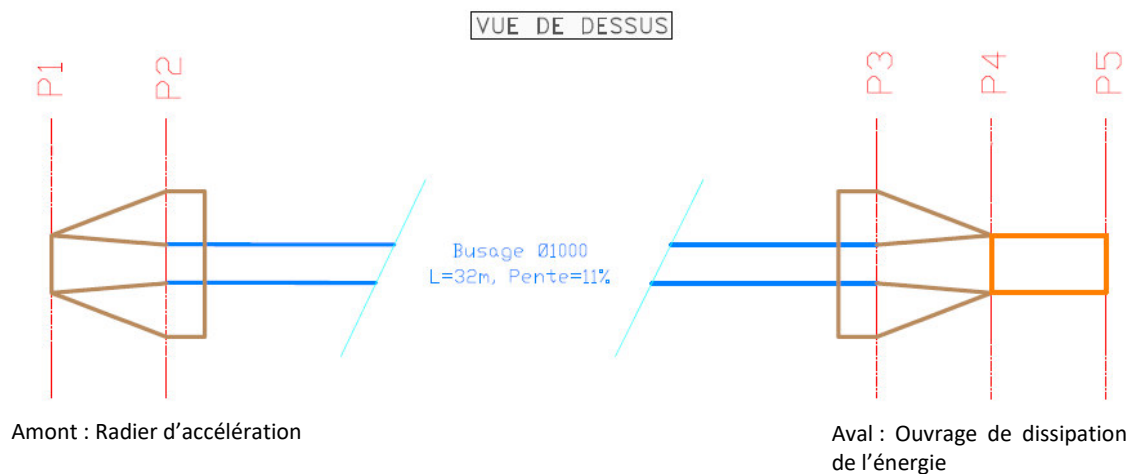 VUE DE DESSUS
P1
P2
P3
P4
P5
Busage Ø1000
L=32m, Pente=11%
Amont : Radier d’accélération
Aval : Ouvrage de dissipation
de l’énergie